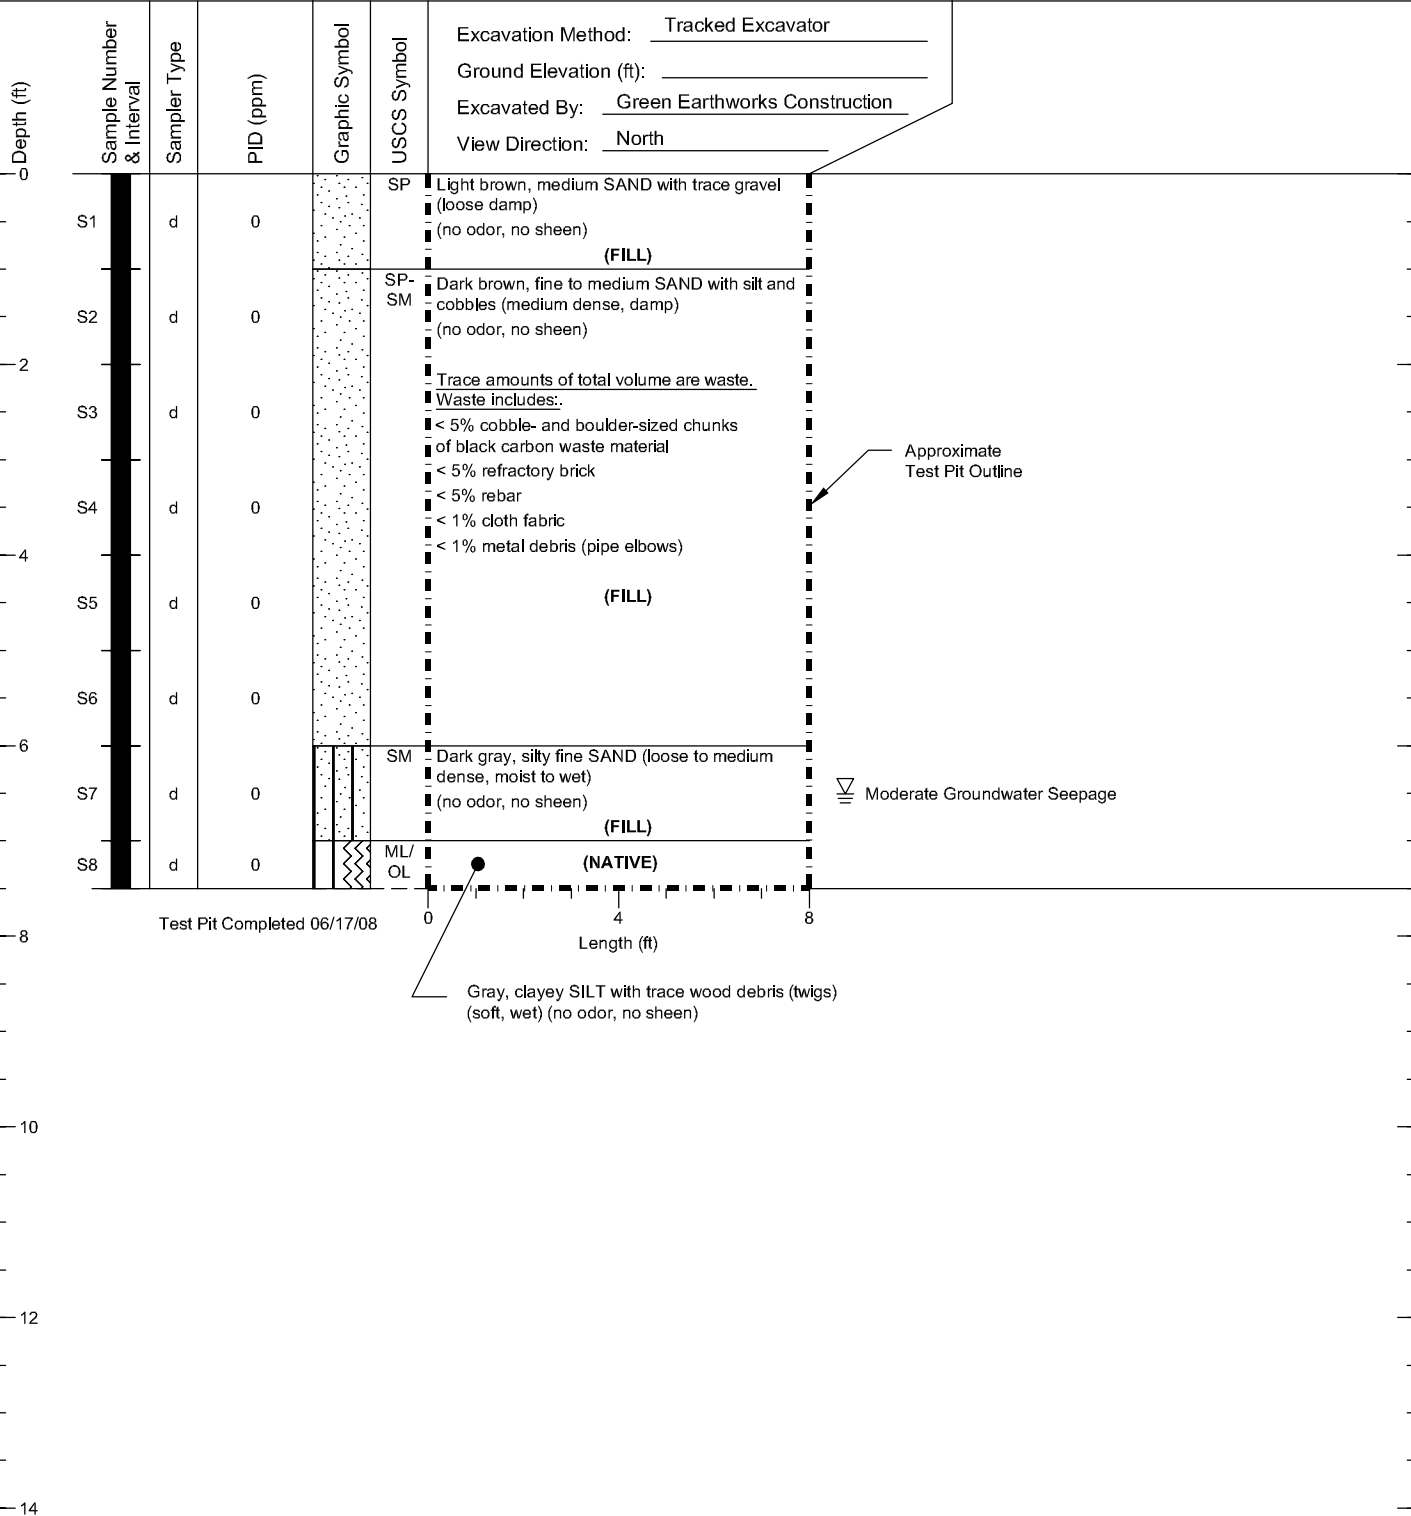 Depth (ft)
Sample Number
& Interval
Sampler Type
PID (ppm)
Graphic Symbol
USCS Symbol
Excavation Method: Tracked Excavator
Ground Elevation (ft):
Excavated By: Green Earthworks Construction
View Direction: North
0
SP
Light brown, medium SAND with trace gravel
(loose damp)
S1 d 0
(no odor, no sheen)
(FILL)
SP-
SM
Dark brown, fine to medium SAND with silt and
cobbles (medium dense, damp)
S2 d 0
(no odor, no sheen)
2
Trace amounts of total volume are waste.
Waste includes:.
S3 d 0
< 5% cobble- and boulder-sized chunks
of black carbon waste material
< 5% refractory brick
< 5% rebar
Approximate
Test Pit Outline
S4 d 0
< 1% cloth fabric
< 1% metal debris (pipe elbows)
4
(FILL)
S5 d 0
S6 d 0
6
SM
Dark gray, silty fine SAND (loose to medium
dense, moist to wet)
S7 d 0
(no odor, no sheen)
Moderate Groundwater Seepage
(FILL)
S8 d 0
ML/
OL
(NATIVE)
Test Pit Completed 06/17/08
0 4 8
Length (ft)
8
Gray, clayey SILT with trace wood debris (twigs)
(soft, wet) (no odor, no sheen)
10
12
14